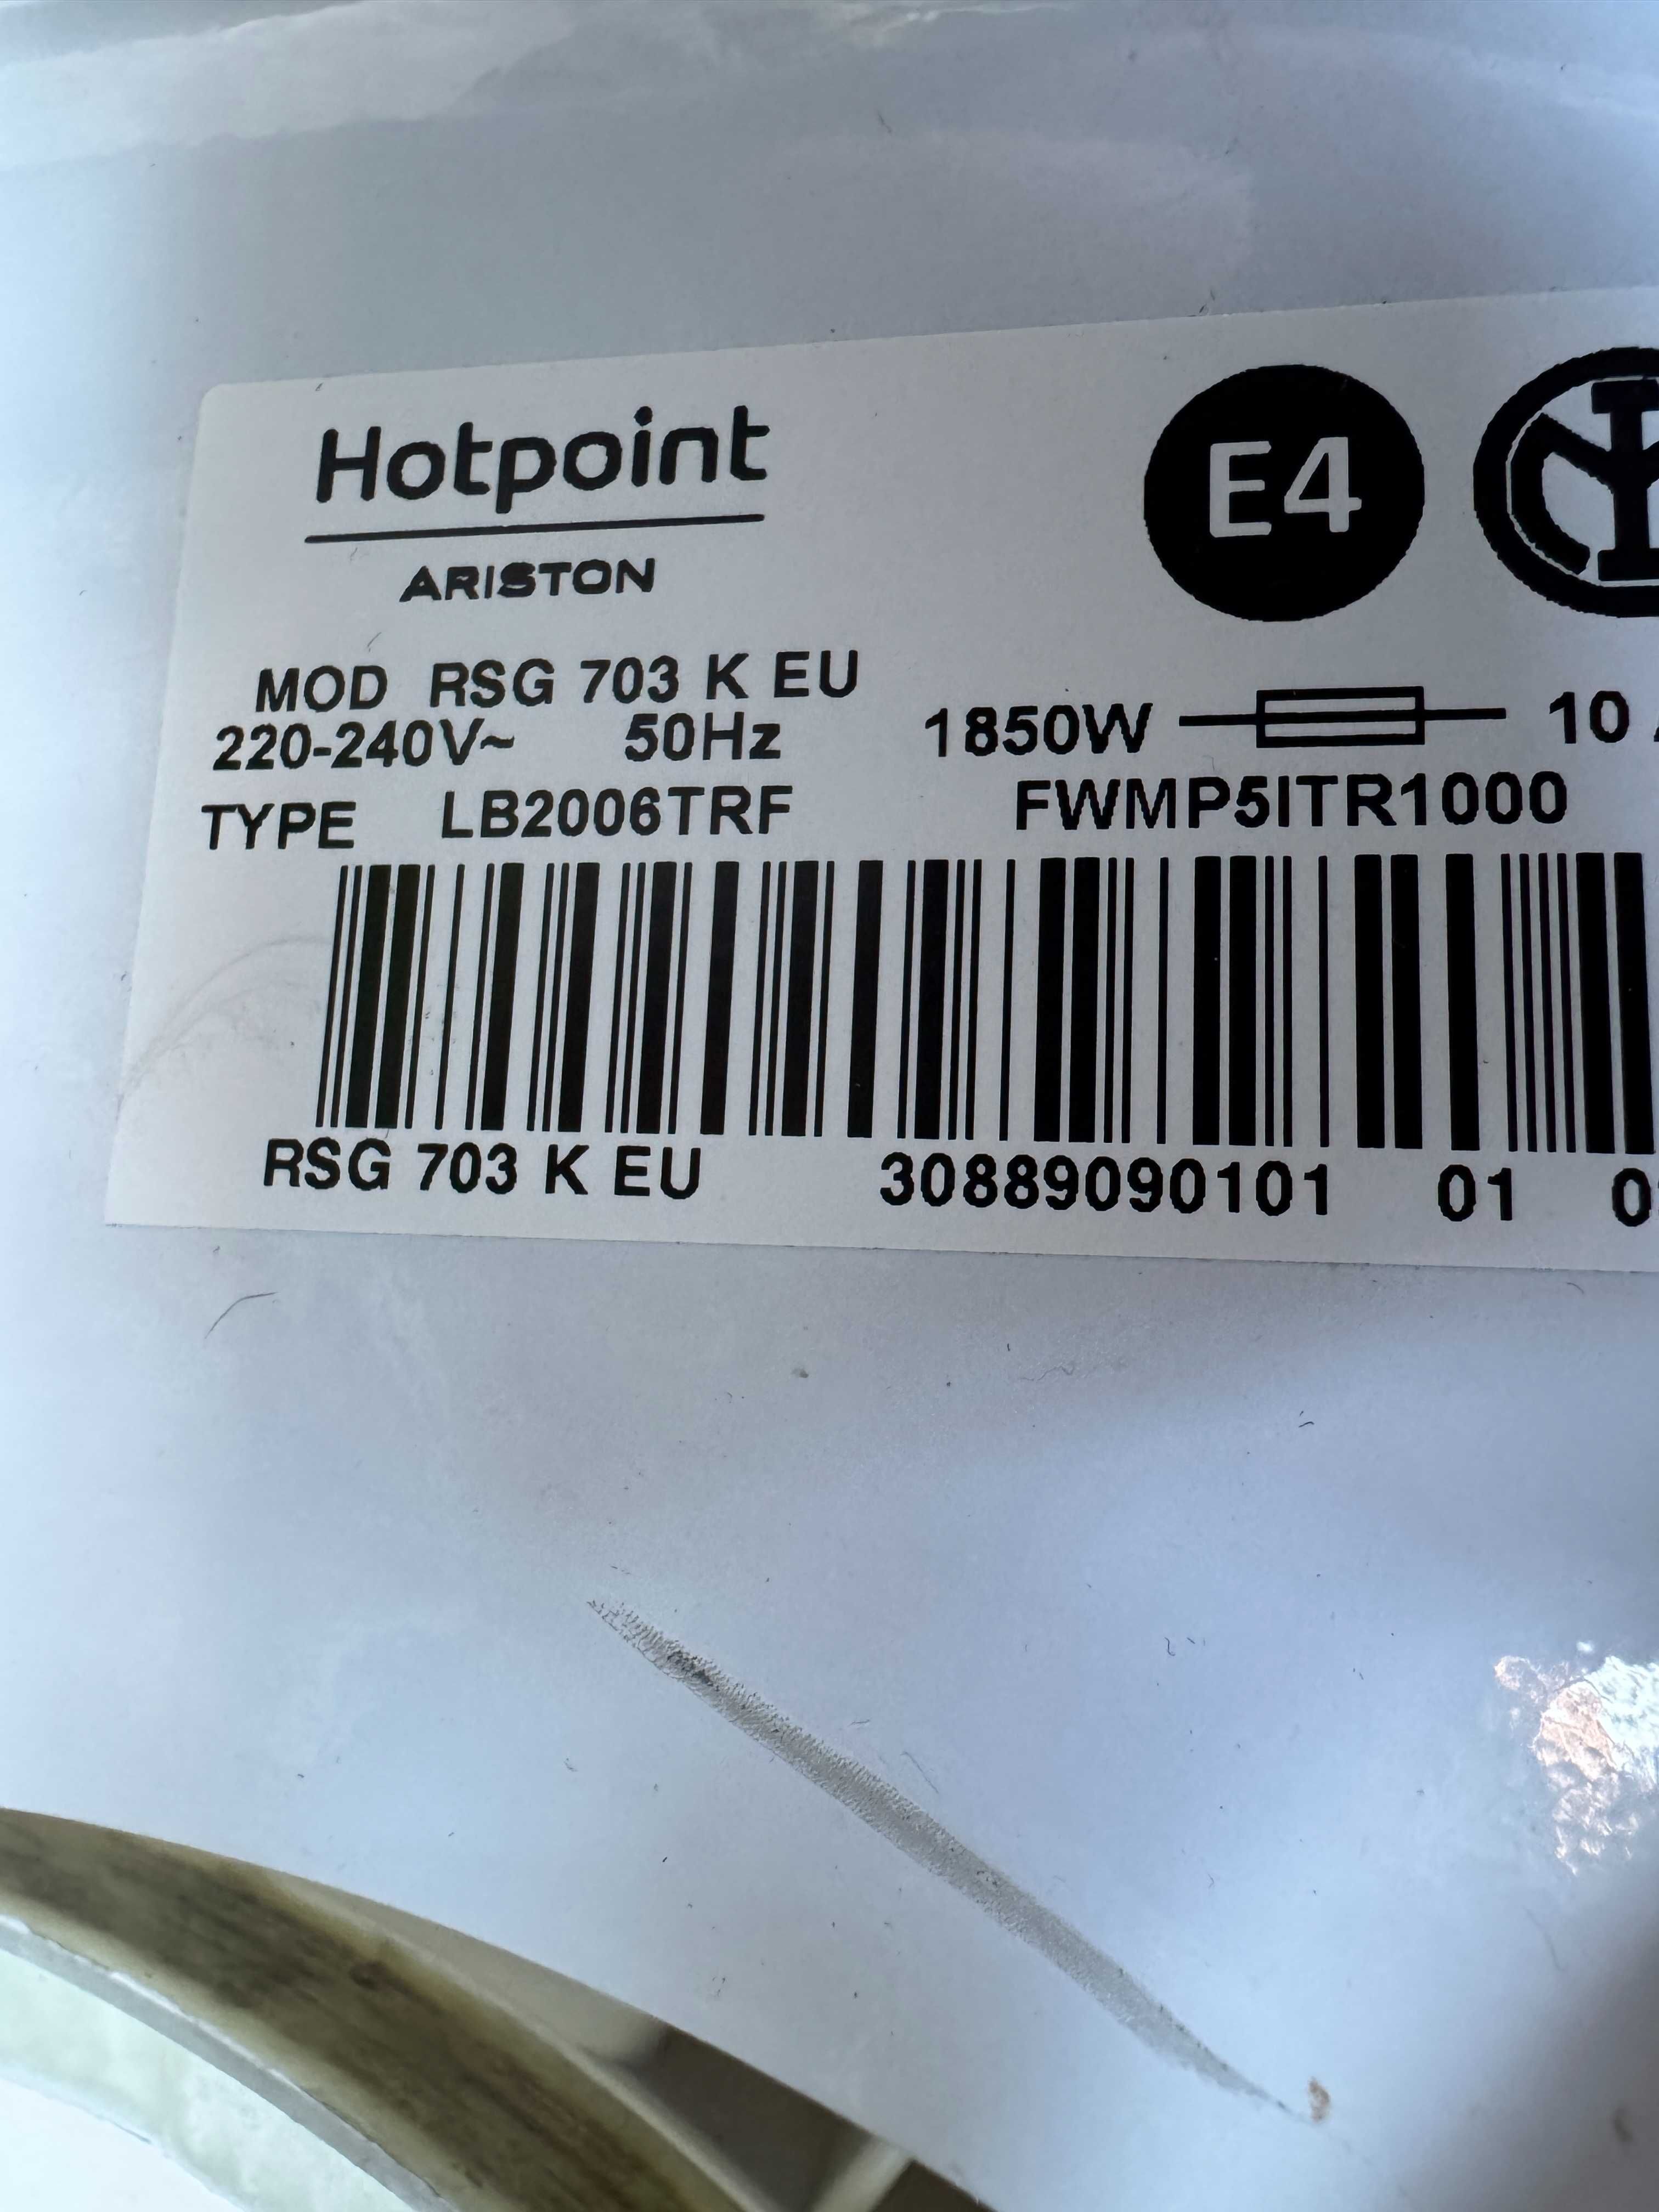 Hotpoint
ARISTON
E4
MOD RSG 703 K EU
220-240V~ 50Hz 1850W 10
TYPE LB2006TRF FWMP5ITR1000
RSG 703 K EU 30889090101 01